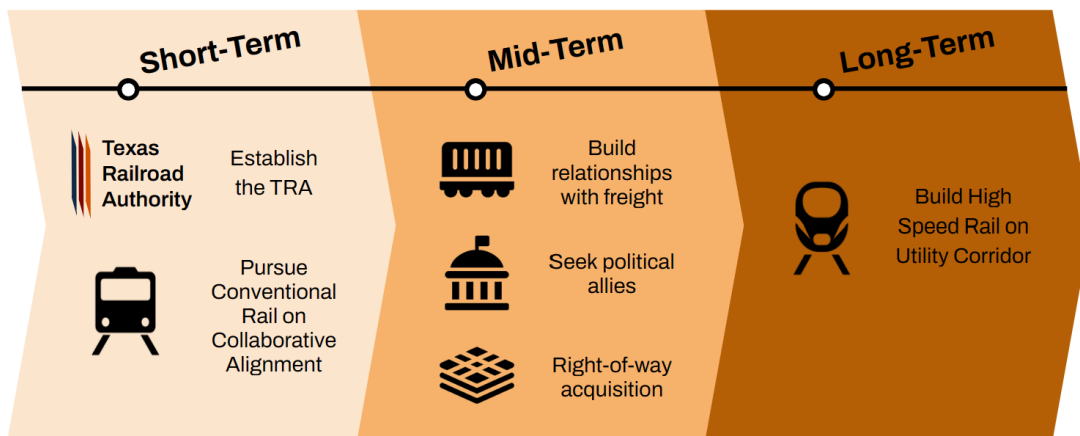 Short-Term
Mid-Term
Long-Term
Texas
Railroad
Authority
Establish
the TRA
Pursue
Conventional
Rail on
Collaborative
Alignment
Build
relationships
with freight
Seek political
allies
Right-of-way
acquisition
Build High
Speed Rail on
Utility Corridor